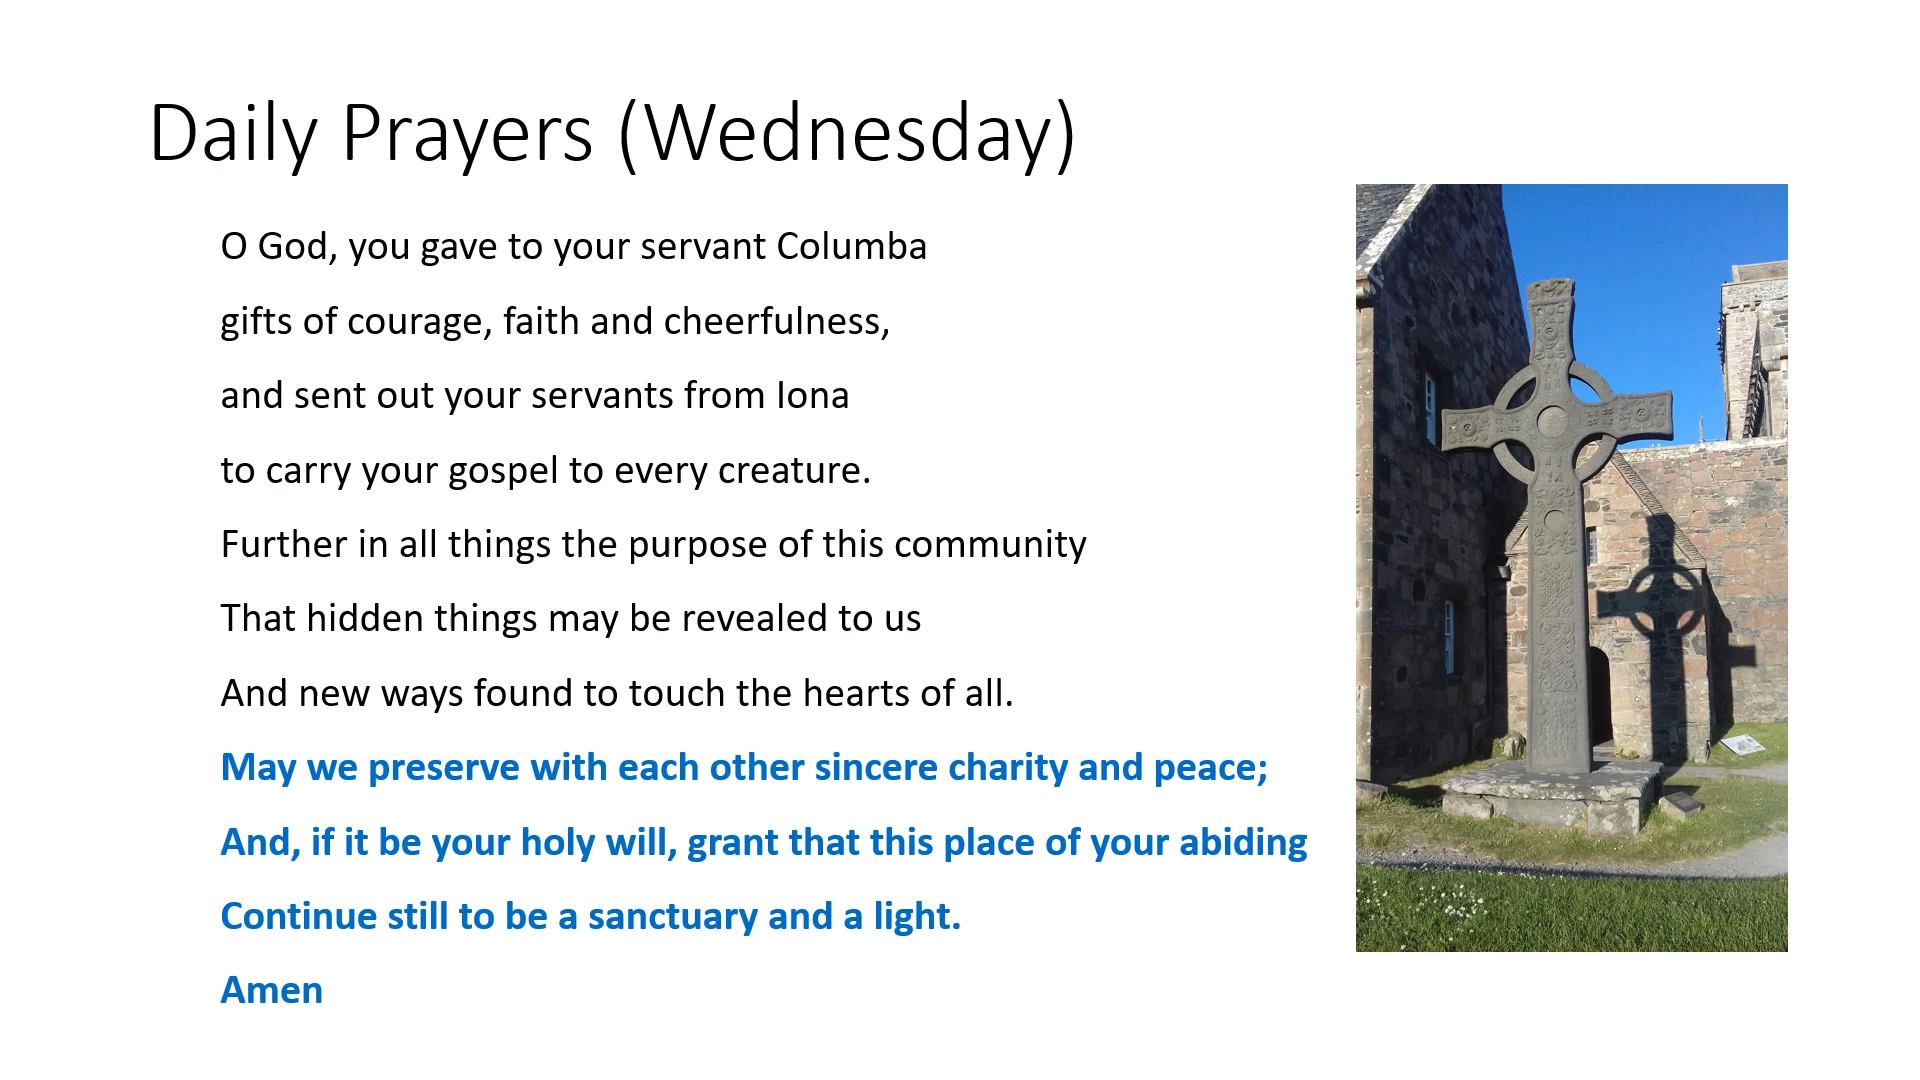 Daily Prayers (Wednesday)
O God, you gave to your servant Columba
gifts of courage, faith and cheerfulness,
and sent out your servants from Iona
to carry your gospel to every creature.
Further in all things the purpose of this community
That hidden things may be revealed to us
And new ways found to touch the hearts of all.
May we preserve with each other sincere charity and peace;
And, if it be your holy will, grant that this place of your abiding
Continue still to be a sanctuary and a light.
Amen